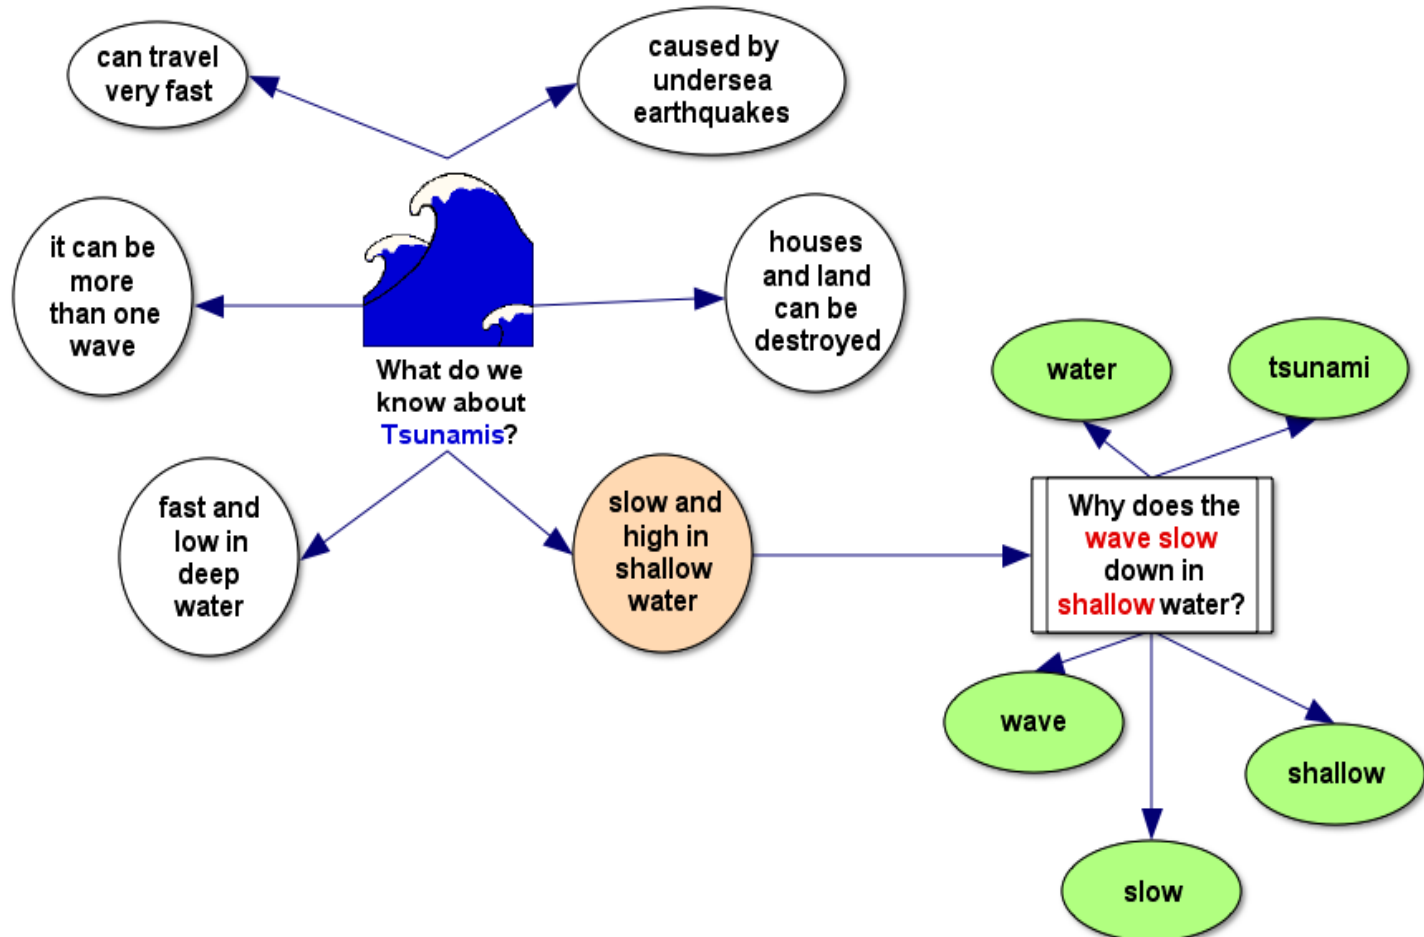 can travel
very fast
caused by
undersea
earthquakes
it can be
more
than one
wave
houses
and land
can be
destroyed
What do we
know about
Tsunamis?
fast and
low in
deep
water
slow and
high in
shallow
water
water
tsunami
Why does the
wave slow
down in
shallow water?
wave
shallow
slow